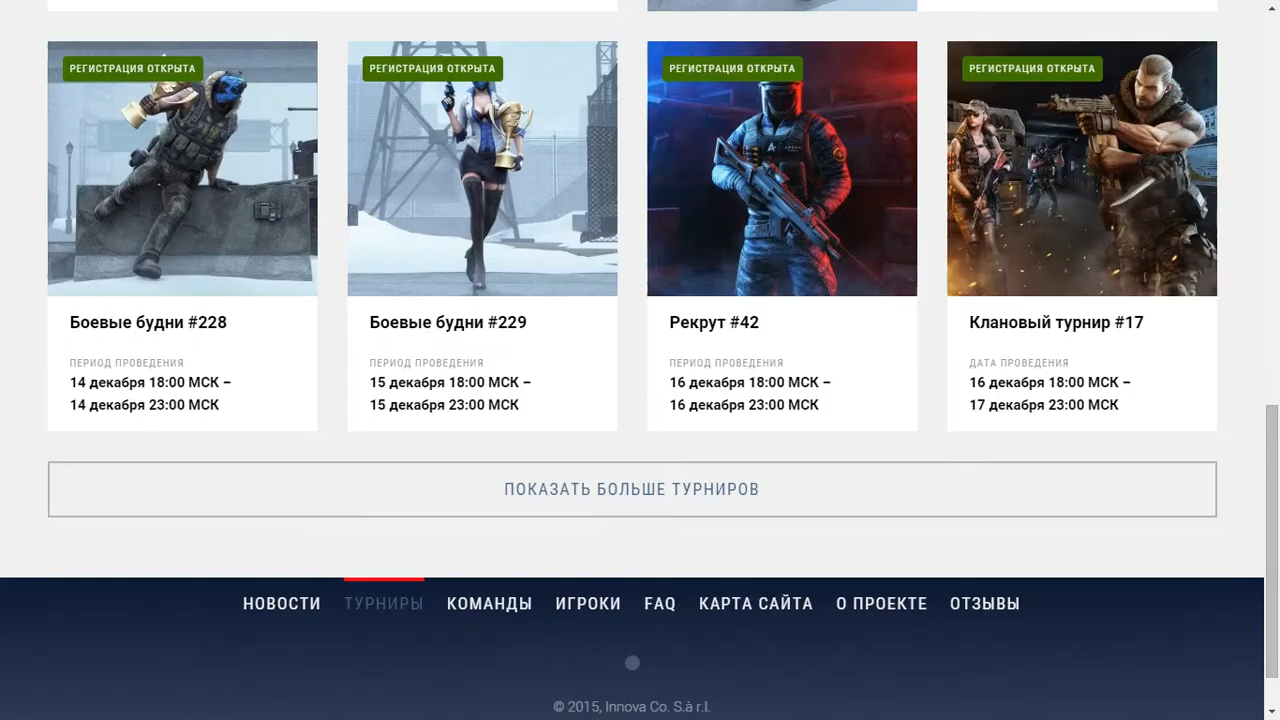 РЕГИСТРАЦИЯ ОТКРЫТА
РЕГИСТРАЦИЯ ОТКРЫТА
РЕГИСТРАЦИЯ ОТКРЫТА
РЕГИСТРАЦИЯ ОТКРЫТА
ARENA
Боевые будни #228
ПЕРИОД ПРОВЕДЕНИЯ
14 декабря 18:00 МСК –
14 декабря 23:00 МСК
Боевые будни #229
ПЕРИОД ПРОВЕДЕНИЯ
15 декабря 18:00 МСК –
15 декабря 23:00 МСК
Рекрут #42
ПЕРИОД ПРОВЕДЕНИЯ
16 декабря 18:00 МСК –
16 декабря 23:00 МСК
Клановый турнир #17
ДАТА ПРОВЕДЕНИЯ
16 декабря 18:00 МСК –
17 декабря 23:00 МСК
ПОКАЗАТЬ БОЛЬШЕ ТУРНИРОВ
НОВОСТИ ТУРНИРЫ КОМАНДЫ ИГРОКИ FAQ КАРТА САЙТА О ПРОЕКТЕ ОТЗЫВЫ
© 2015, Innova Co. S.à r.l.